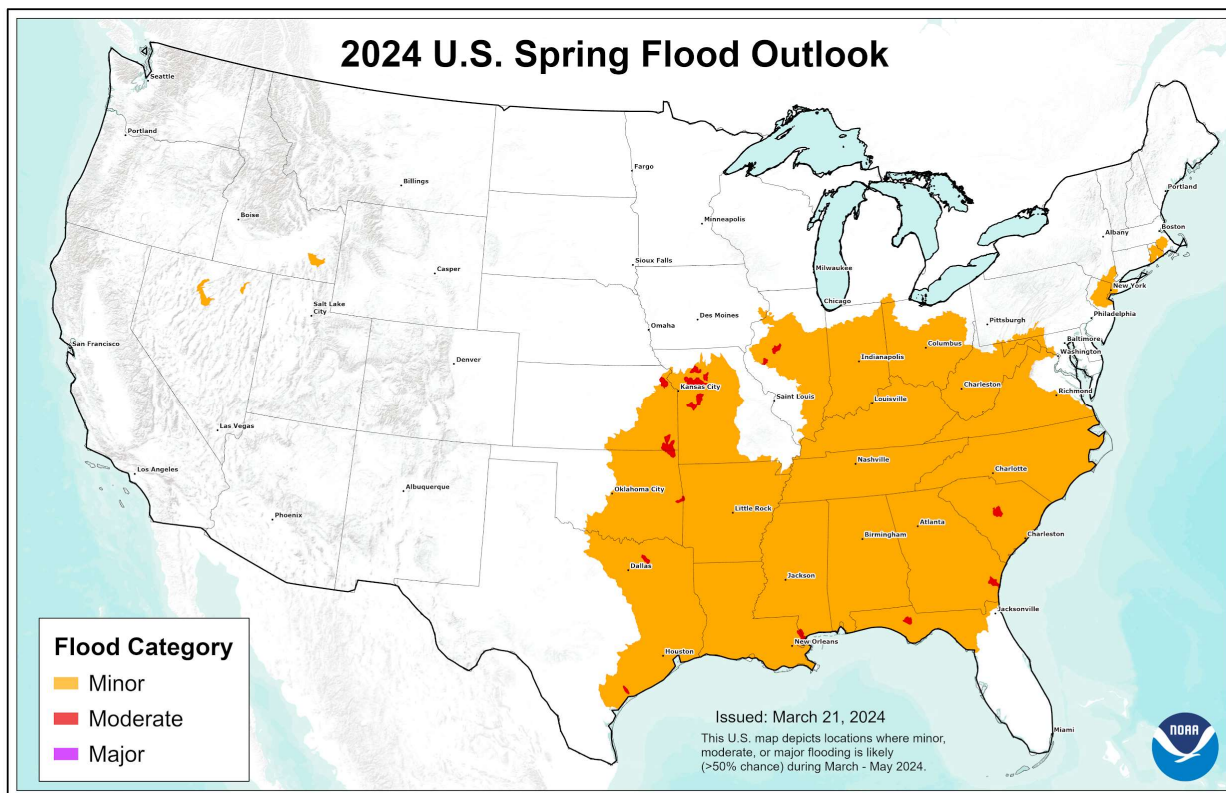 2024 U.S. Spring Flood Outlook
Seattle
Portland
Fargo
Billings
Portland
Minneapolis
Boise
Albany
Boston
Sioux Falls
Milwaukee
Casper
New York
Chicago
Salt Lake
City
Des Moines
Philadelphia
Omaha
Pittsburgh
San Francisco
Columbus
Baltimore
Washington
Denver
Indianapolis
Kansas City
Charleston
Richmond
Saint Louis
Louisville
Las Vegas
Nashville
Los Angeles
Charlotte
Albuquerque
Oklahoma City
Little Rock
Phoenix
Atlanta
Birmingham
Charleston
Dallas
Jackson
Jacksonville
New Orleans
Houston
Miami
Flood Category
Minor
Moderate
Major
Issued: March 21, 2024
This U.S. map depicts locations where minor,
moderate, or major flooding is likely
(>50% chance) during March - May 2024.
NOAA